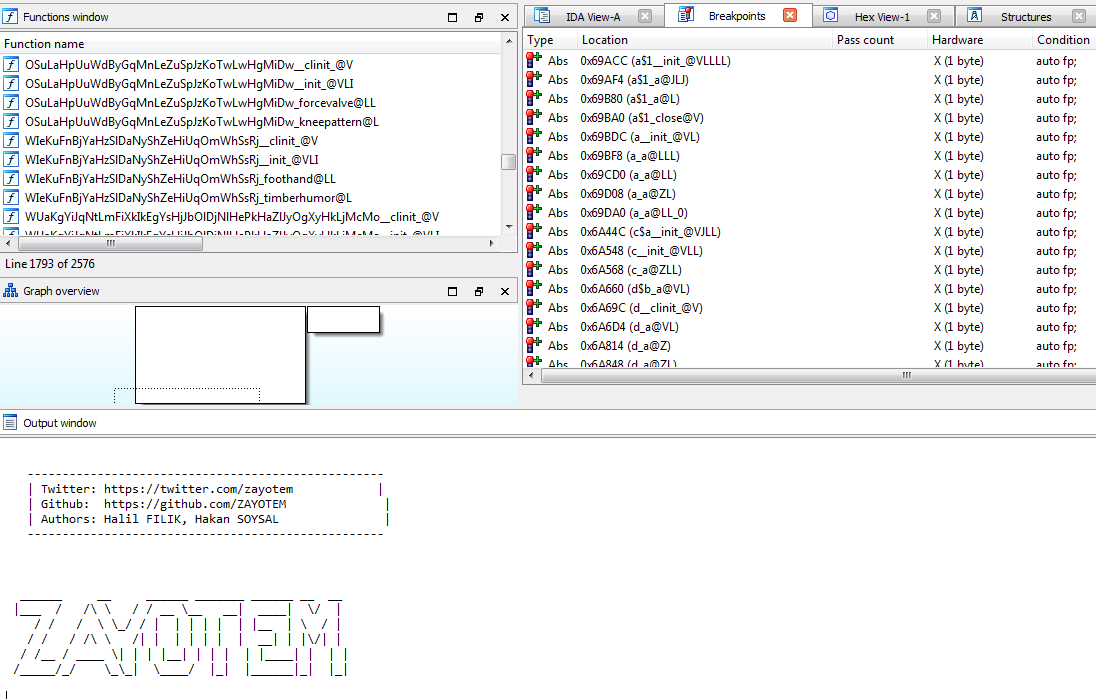 Functions window
Function name
OSuLaHpUuWdByGqMnLeZuSpJzKoTwLwHgMiDw__clinit_@V
OSuLaHpUuWdByGqMnLeZuSpJzKoTwLwHgMiDw__init_@VLI
OSuLaHpUuWdByGqMnLeZuSpJzKoTwLwHgMiDw_forcevalve@LL
OSuLaHpUuWdByGqMnLeZuSpJzKoTwLwHgMiDw_kneepattern@L
WIeKuFnBjYaHzSlDaNyShZeHiUqOmWhSsRj__clinit_@V
WIeKuFnBjYaHzSlDaNyShZeHiUqOmWhSsRj__init_@VLI
WIeKuFnBjYaHzSlDaNyShZeHiUqOmWhSsRj_foothand@LL
WIeKuFnBjYaHzSlDaNyShZeHiUqOmWhSsRj_timberhumor@L
Line 1793 of 2576
Graph overview
IDA View-A Breakpoints Hex View-1 Structures
Type Location Pass count Hardware Condition
Abs 0x69ACC (a$1__init_@VLLLL) X (1 byte) auto fp;
Abs 0x69AF4 (a$1_a@JLJ) X (1 byte) auto fp;
Abs 0x69B80 (a$1_a@L) X (1 byte) auto fp;
Abs 0x69BA0 (a$1_close@V) X (1 byte) auto fp;
Abs 0x69BDC (a__init_@VL) X (1 byte) auto fp;
Abs 0x69BF8 (a_a@LLL) X (1 byte) auto fp;
Abs 0x69CD0 (a_a@LL) X (1 byte) auto fp;
Abs 0x69D08 (a_a@ZL) X (1 byte) auto fp;
Abs 0x69DA0 (a_a@LL_0) X (1 byte) auto fp;
Abs 0x6A44C (c$a__init_@VJLL) X (1 byte) auto fp;
Abs 0x6A548 (c__init_@VLL) X (1 byte) auto fp;
Abs 0x6A568 (c_a@ZLL) X (1 byte) auto fp;
Abs 0x6A660 (d$b_a@VL) X (1 byte) auto fp;
Abs 0x6A69C (d__clinit_@V) X (1 byte) auto fp;
Abs 0x6A6D4 (d_a@VL) X (1 byte) auto fp;
Abs 0x6A814 (d_a@Z) X (1 byte) auto fp;
Abs 0x6A848 (d_a@ZL) X (1 byte) auto fp;
Output window
Twitter: https://twitter.com/zayotem
Github: https://github.com/ZAYOTEM
Authors: Halil FILIK, Hakan SOYSAL
ZAYOTEM